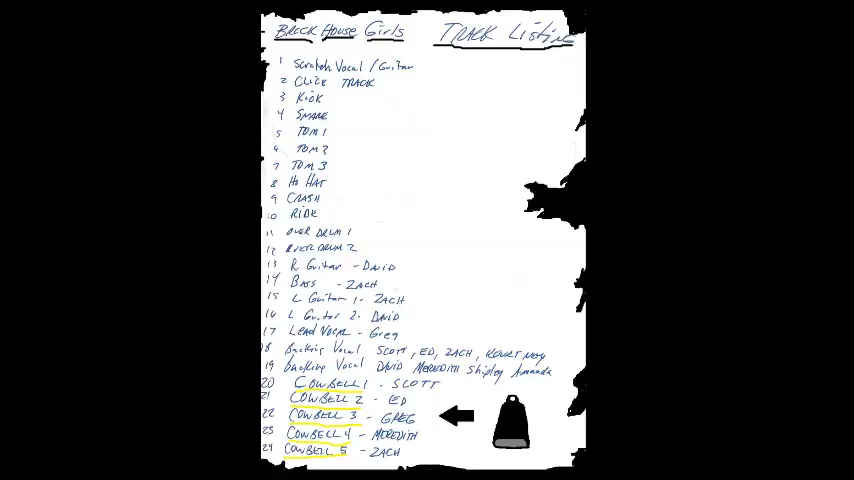 BRICK HOUSE Girls
TRACK Listing
1 Scratch Vocal / Guitar
2 CLICK TRACK
3 KICK
4 SNARE
5 TOM 1
6 TOM 2
7 TOM 3
8 Hi HAT
9 CRASH
10 RIDE
11 OVER DRUM 1
12 OVER DRUM 2
13 R Guitar - DAVID
14 BASS - ZACH
15 L Guitar 1 - ZACH
16 L Guitar 2 - DAVID
17 LEAD VOCAL - Greg
18 Backing Vocal SCOTT, ED, ZACH, KOURTNEY
19 backing Vocal DAVID MEREDITH Shipley Amanda
20 COWBELL 1 - SCOTT
21 COWBELL 2 - ED
22 COWBELL 3 - GREG
23 COWBELL 4 - MEREDITH
24 COWBELL 5 - ZACH